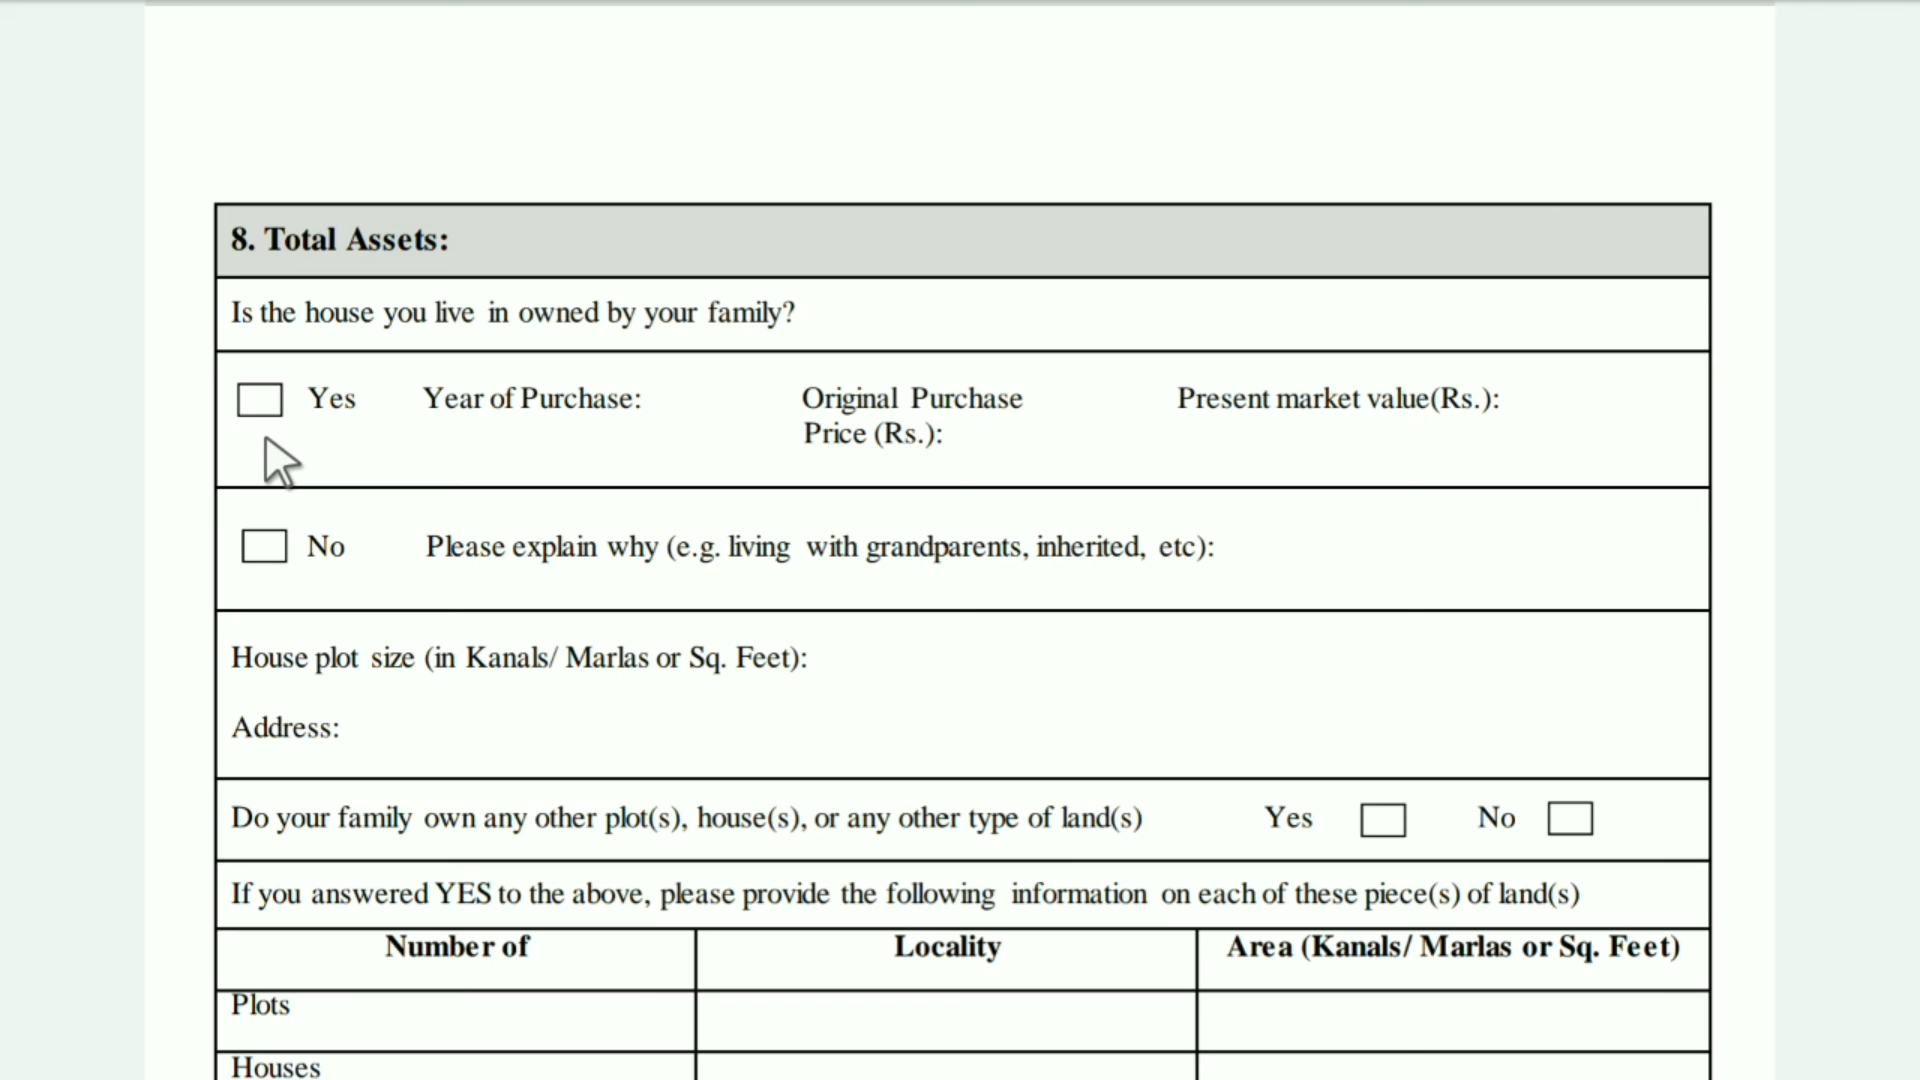 8. Total Assets:
Is the house you live in owned by your family?
Yes Year of Purchase: Original Purchase Price (Rs.): Present market value(Rs.):
No Please explain why (e.g. living with grandparents, inherited, etc):
House plot size (in Kanals/ Marlas or Sq. Feet):
Address:
Do your family own any other plot(s), house(s), or any other type of land(s) Yes No
If you answered YES to the above, please provide the following information on each of these piece(s) of land(s)
Number of Locality Area (Kanals/ Marlas or Sq. Feet)
Plots
Houses